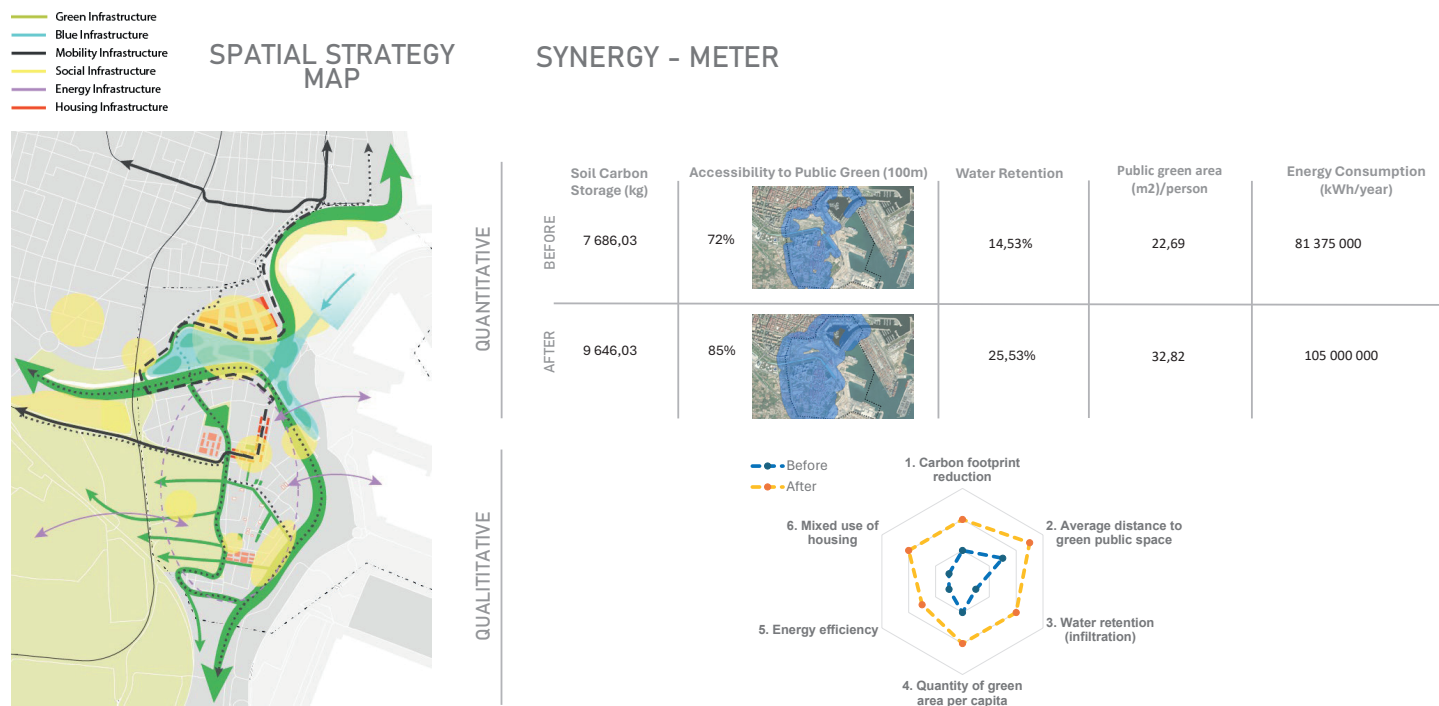 Green Infrastructure
Blue Infrastructure
Mobility Infrastructure
Social Infrastructure
Energy Infrastructure
Housing Infrastructure
SPATIAL STRATEGY
MAP
SYNERGY - METER
QUANTITATIVE
Soil Carbon
Storage (kg)
Accessibility to Public Green (100m)
Water Retention
Public green area
(m2)/person
Energy Consumption
(kWh/year)
BEFORE
7 686,03
72%
14,53%
22,69
81 375 000
AFTER
9 646,03
85%
25,53%
32,82
105 000 000
QUALITITATIVE
Before
After
1. Carbon footprint
reduction
2. Average distance to
green public space
3. Water retention
(infiltration)
4. Quantity of green
area per capita
5. Energy efficiency
6. Mixed use of
housing